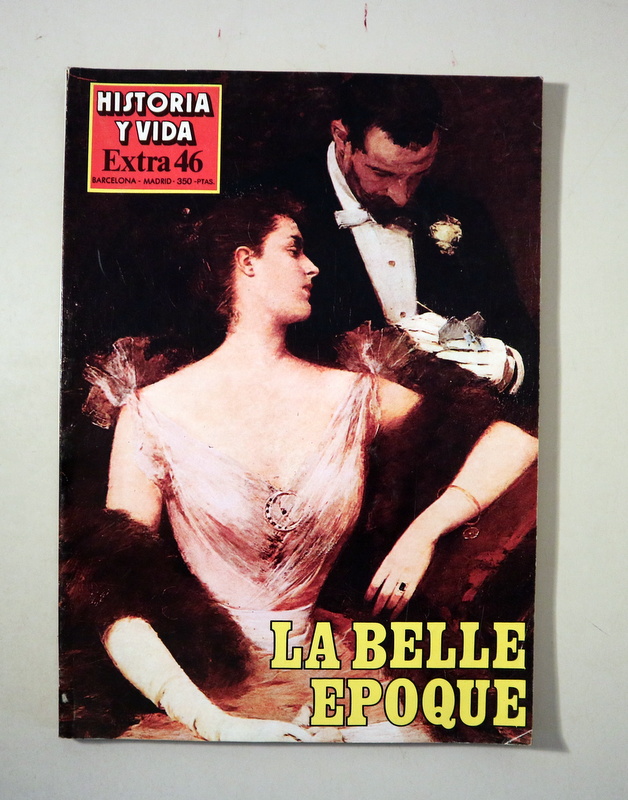 HISTORIA
Y VIDA
Extra 46
BARCELONA - MADRID - 350 -PTAS.
LA BELLE
EPOQUE